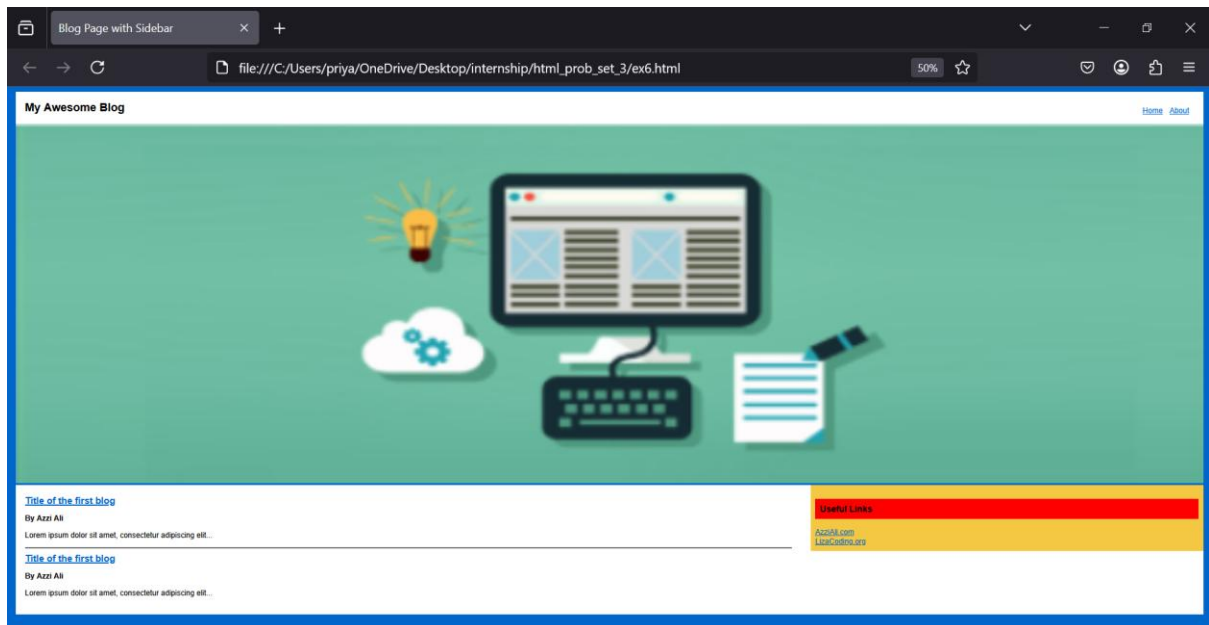 Blog Page with Sidebar
file:///C:/Users/priya/OneDrive/Desktop/internship/html_prob_set_3/ex6.html
50%
My Awesome Blog
Home About
Title of the first blog
By Azzi Ali
Lorem ipsum dolor sit amet, consectetur adipiscing elit...
Title of the first blog
By Azzi Ali
Lorem ipsum dolor sit amet, consectetur adipiscing elit...
Useful Links
AzziAli.com
LizaCoding.org